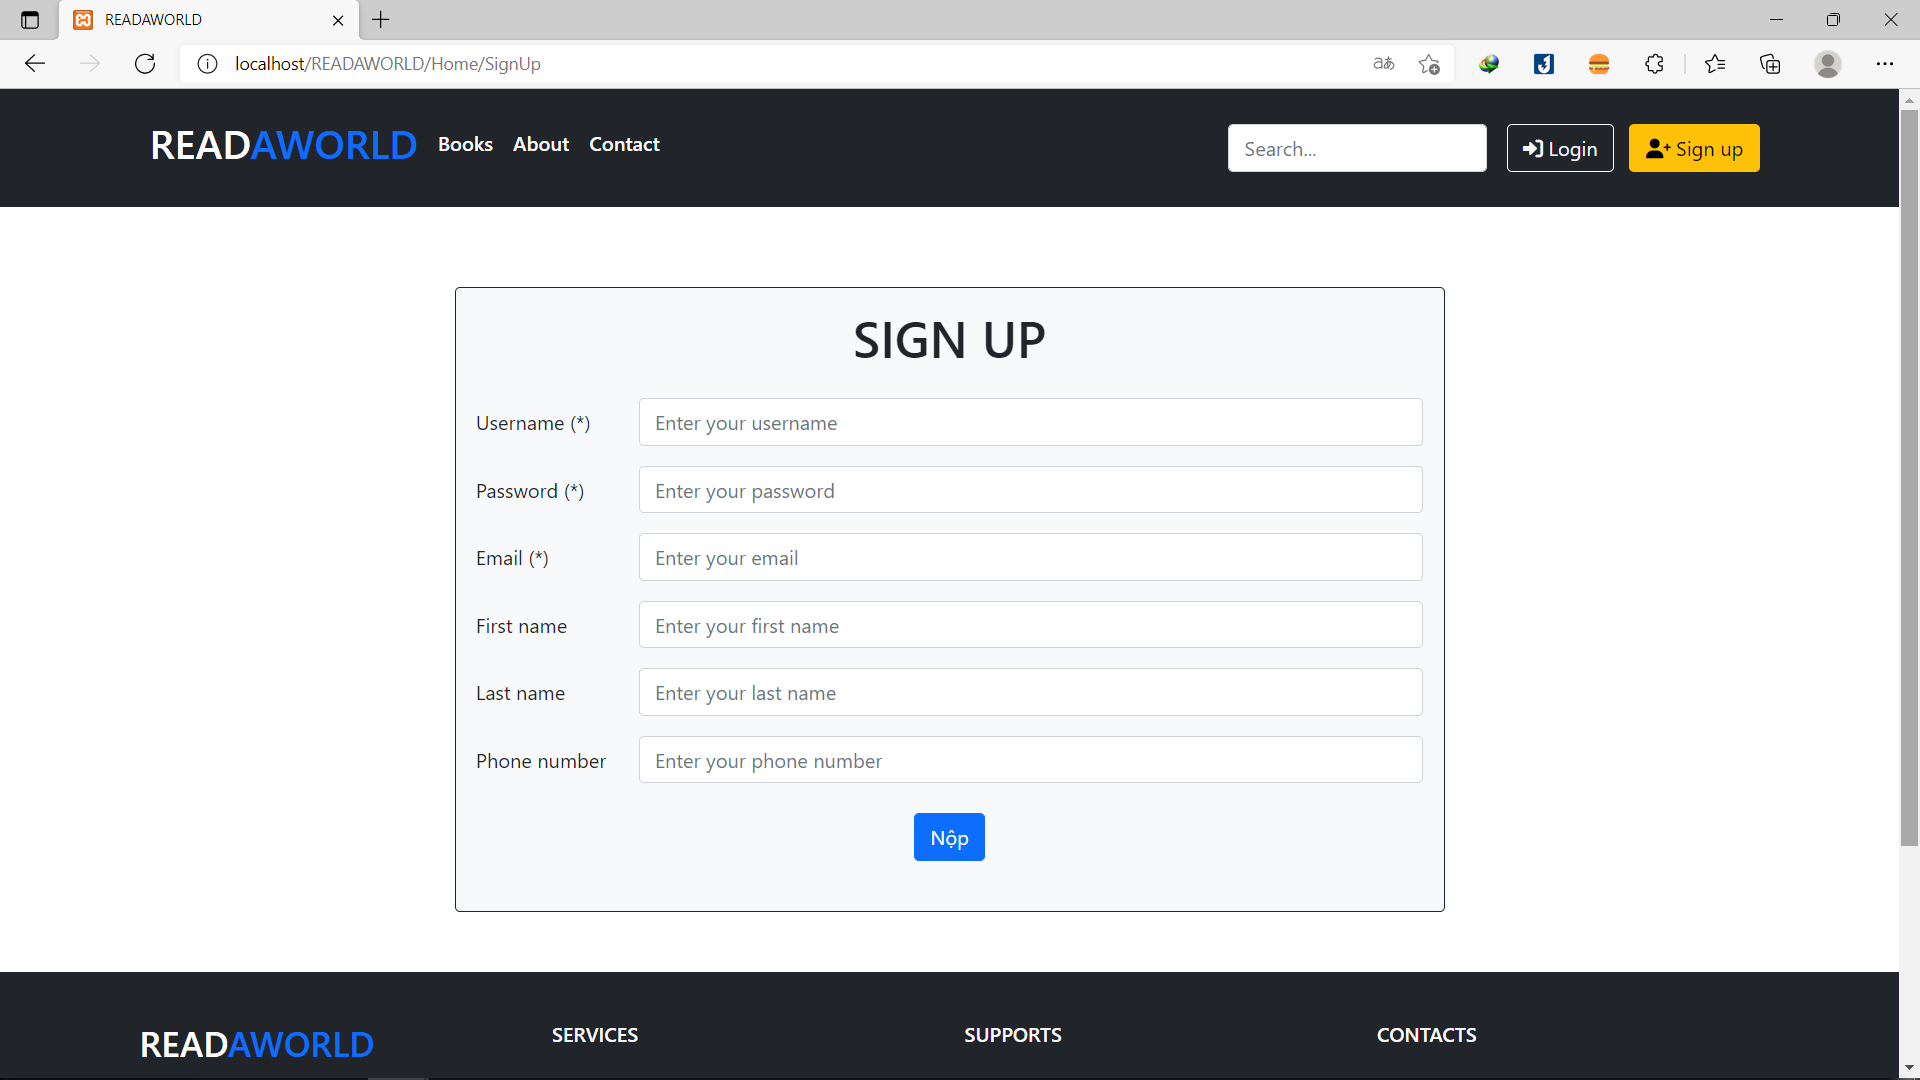 READAWORLD
localhost/READAWORLD/Home/SignUp
READAWORLD Books About Contact Search... Login Sign up
SIGN UP
Username (*) Enter your username
Password (*) Enter your password
Email (*) Enter your email
First name Enter your first name
Last name Enter your last name
Phone number Enter your phone number
Nộp
READAWORLD SERVICES SUPPORTS CONTACTS